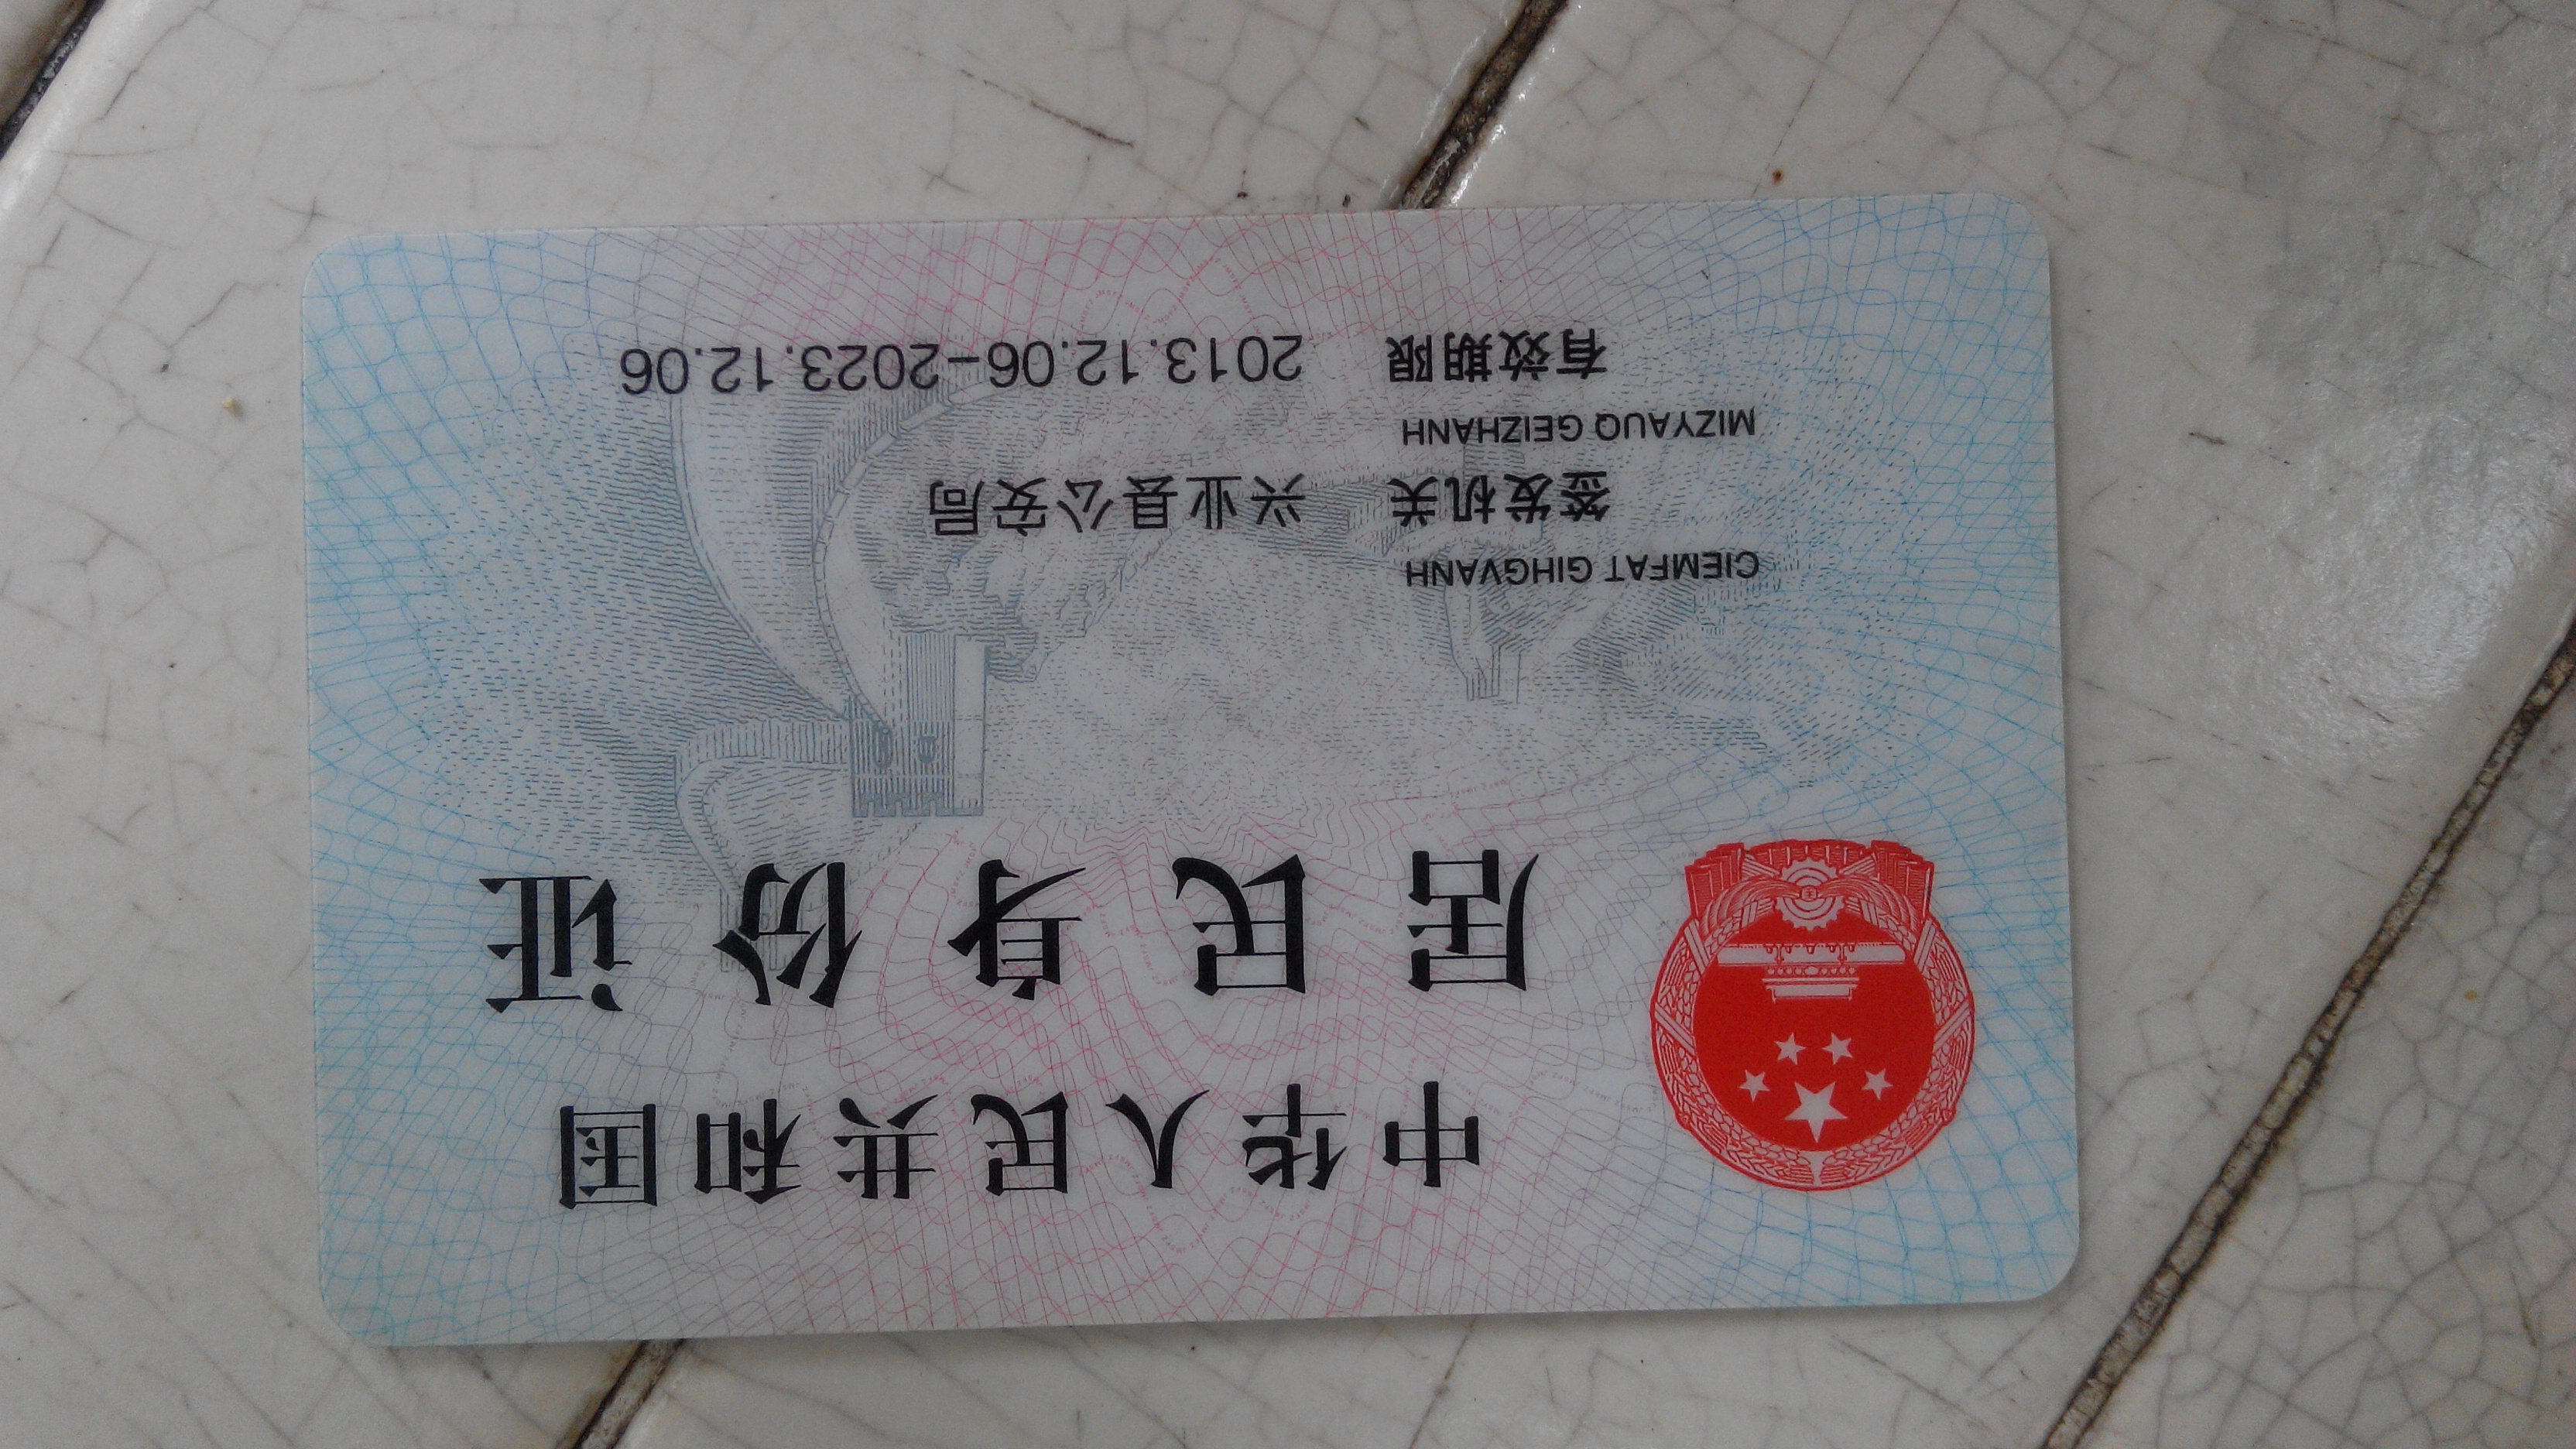 中华人民共和国
居民身份证
CIEMFAT GIHGVANH
签发机关 兴业县公安局
MIZYAUQ GEIZHANH
有效期限 2013.12.06-2023.12.06